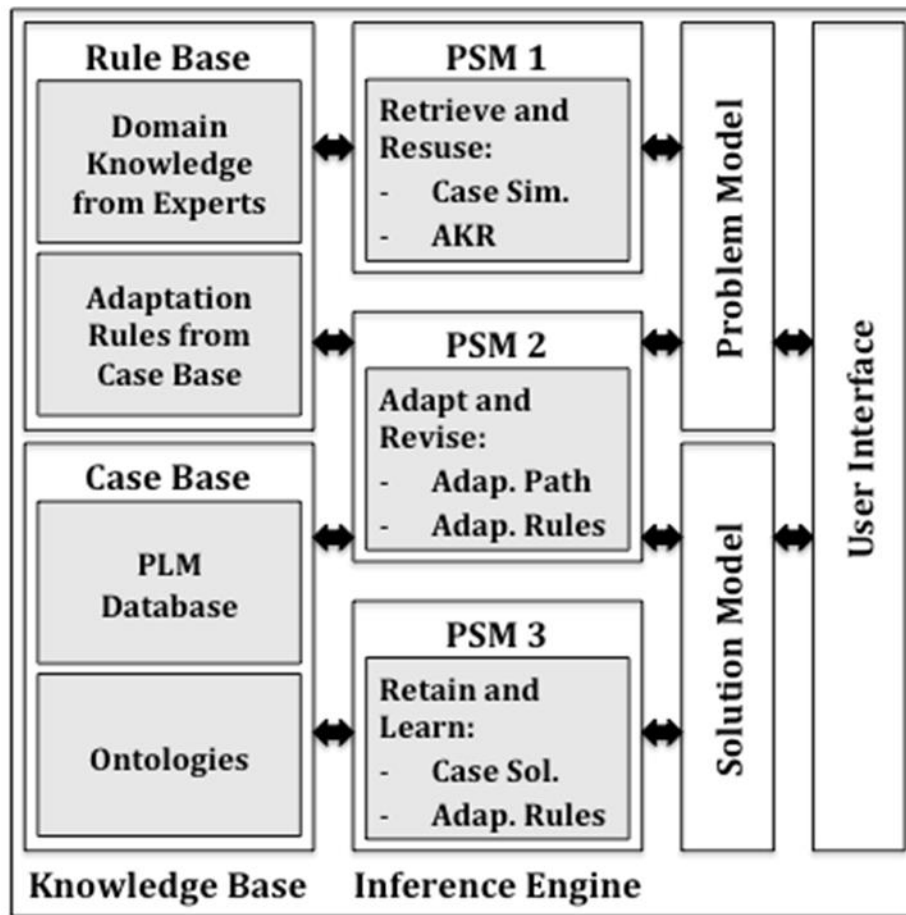 Rule Base
Domain
Knowledge
from Experts
Adaptation
Rules from
Case Base
Case Base
PLM
Database
Ontologies
Knowledge Base
PSM 1
Retrieve and
Resuse:
- Case Sim.
- AKR
PSM 2
Adapt and
Revise:
- Adap. Path
- Adap. Rules
PSM 3
Retain and
Learn:
- Case Sol.
- Adap. Rules
Inference Engine
Problem Model
Solution Model
User Interface